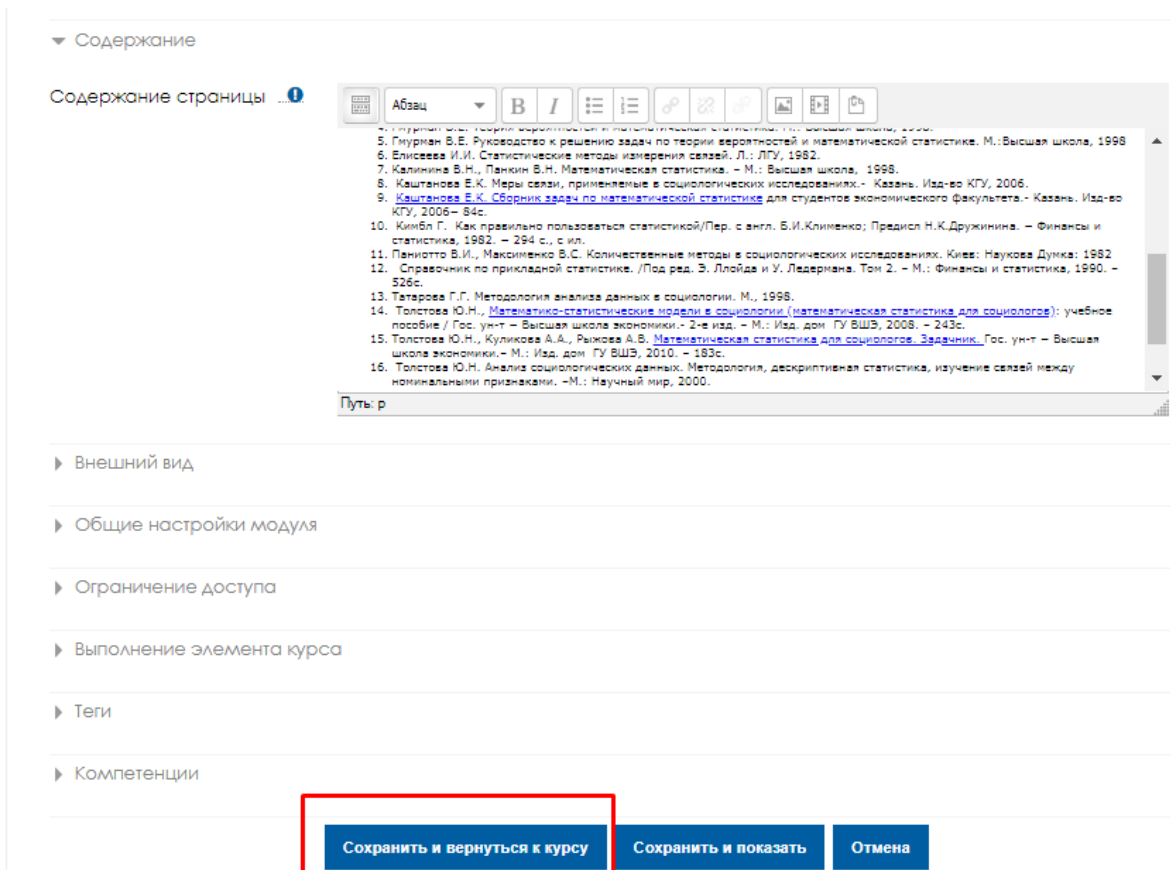 Содержание
Содержание страницы
Абзац
B I
4. Гмурман В.Е. Теория вероятностей и математическая статистика. М.: Высшая школа, 1998.
5. Гмурман В.Е. Руководство к решению задач по теории вероятностей и математической статистике. М.:Высшая школа, 1998
6. Елисеева И.И. Статистические методы измерения связей. Л.: ЛГУ, 1982.
7. Калинина В.Н., Панкин В.Н. Математическая статистика. – М.: Высшая школа, 1998.
8. Каштанова Е.К. Меры связи, применяемые в социологических исследованиях.- Казань. Изд-во КГУ, 2006.
9. Каштанова Е.К. Сборник задач по математической статистике для студентов экономического факультета.- Казань. Изд-во
КГУ, 2006– 84с.
10. Кимбл Г. Как правильно пользоваться статистикой/Пер. с англ. Б.И.Клименко; Предисл Н.К.Дружинина. – Финансы и
статистика, 1982. – 294 с., с ил.
11. Паниотто В.И., Максименко В.С. Количественные методы в социологических исследованиях. Киев: Наукова Думка: 1982
12. Справочник по прикладной статистике. /Под ред. Э. Ллойда и У. Ледермана. Том 2. – М.: Финансы и статистика, 1990. –
526с.
13. Татарова Г.Г. Методология анализа данных в социологии. М., 1998.
14. Толстова Ю.Н., Математико-статистические модели в социологии (математическая статистика для социологов): учебное
пособие / Гос. ун-т – Высшая школа экономики.- 2-е изд. – М.: Изд. дом ГУ ВШЭ, 2008. – 243с.
15. Толстова Ю.Н., Куликова А.А., Рыжова А.В. Математическая статистика для социологов. Задачник. Гос. ун-т – Высшая
школа экономики.– М.: Изд. дом ГУ ВШЭ, 2010. – 183с.
16. Толстова Ю.Н. Анализ социологических данных. Методология, дескриптивная статистика, изучение связей между
номинальными признаками. –М.: Научный мир, 2000.
Путь: p
Внешний вид
Общие настройки модуля
Ограничение доступа
Выполнение элемента курса
Теги
Компетенции
Сохранить и вернуться к курсу Сохранить и показать Отмена